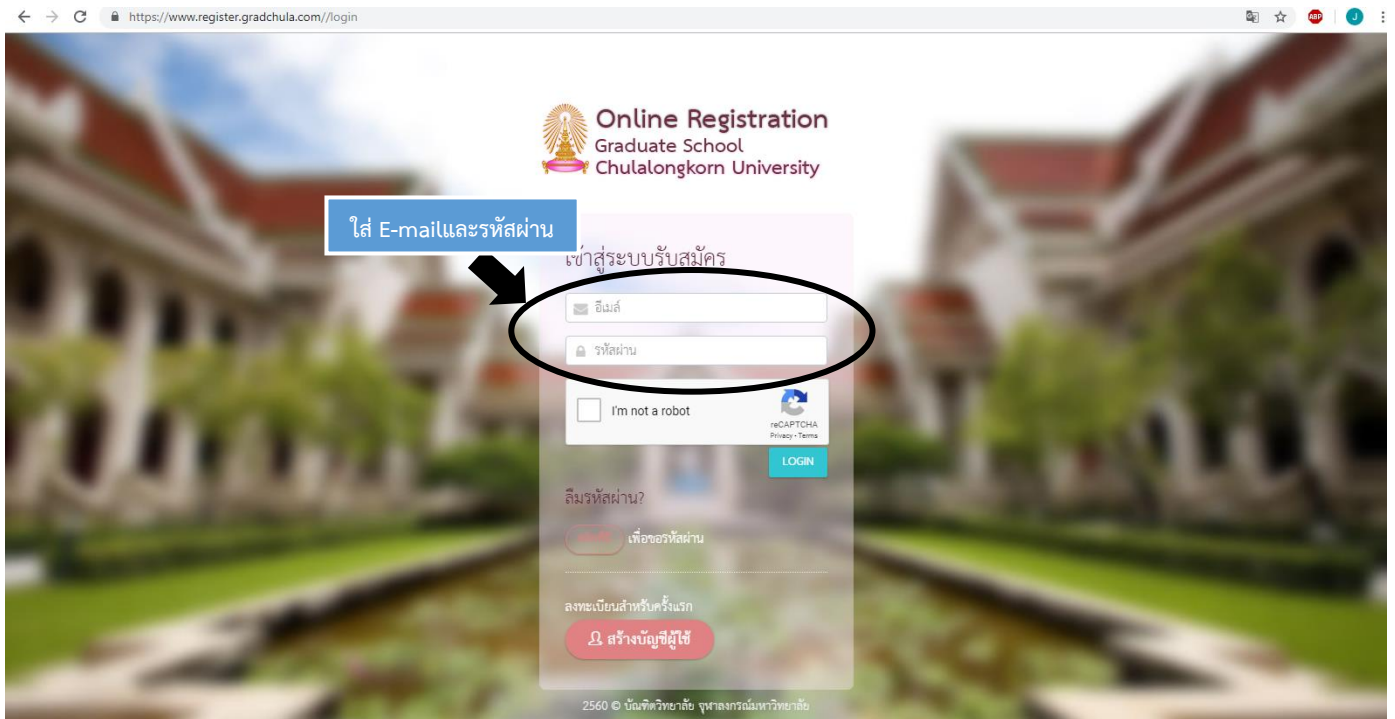 https://www.register.gradchula.com//login
Online Registration
Graduate School
Chulalongkorn University
ใส่ E-mailและรหัสผ่าน
เข้าสู่ระบบรับสมัคร
อีเมล์
รหัสผ่าน
I'm not a robot
reCAPTCHA
Privacy - Terms
LOGIN
ลืมรหัสผ่าน?
เพื่อขอรหัสผ่าน
ลงทะเบียนสำหรับครั้งแรก
สร้างบัญชีผู้ใช้
2560 © บัณฑิตวิทยาลัย จุฬาลงกรณ์มหาวิทยาลัย
ABP
J